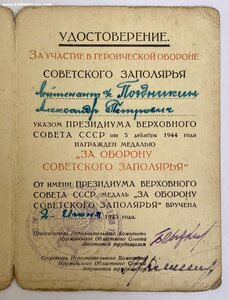 УДОСТОВЕРЕНИЕ.
ЗА УЧАСТИЕ В ГЕРОИЧЕСКОЙ ОБОРОНЕ
СОВЕТСКОГО ЗАПОЛЯРЬЯ
Лейтенант
Александр Петрович
УКАЗОМ ПРЕЗИДИУМА ВЕРХОВНОГО
СОВЕТА СССР от 5 декабря 1944 года
НАГРАЖДЕН МЕДАЛЬЮ
„ЗА ОБОРОНУ
СОВЕТСКОГО ЗАПОЛЯРЬЯ“
ОТ ИМЕНИ ПРЕЗИДИУМА ВЕРХОВНОГО
СОВЕТА СССР МЕДАЛЬ „ЗА ОБОРОНУ
СОВЕТСКОГО ЗАПОЛЯРЬЯ“ ВРУЧЕНА
1945 года.
Председатель Исполнительного Комитета
Мурманского Областного Совета
депутатов трудящихся
Секретарь Исполнительного Комитета
Мурманского Областного Совета
депутатов трудящихся